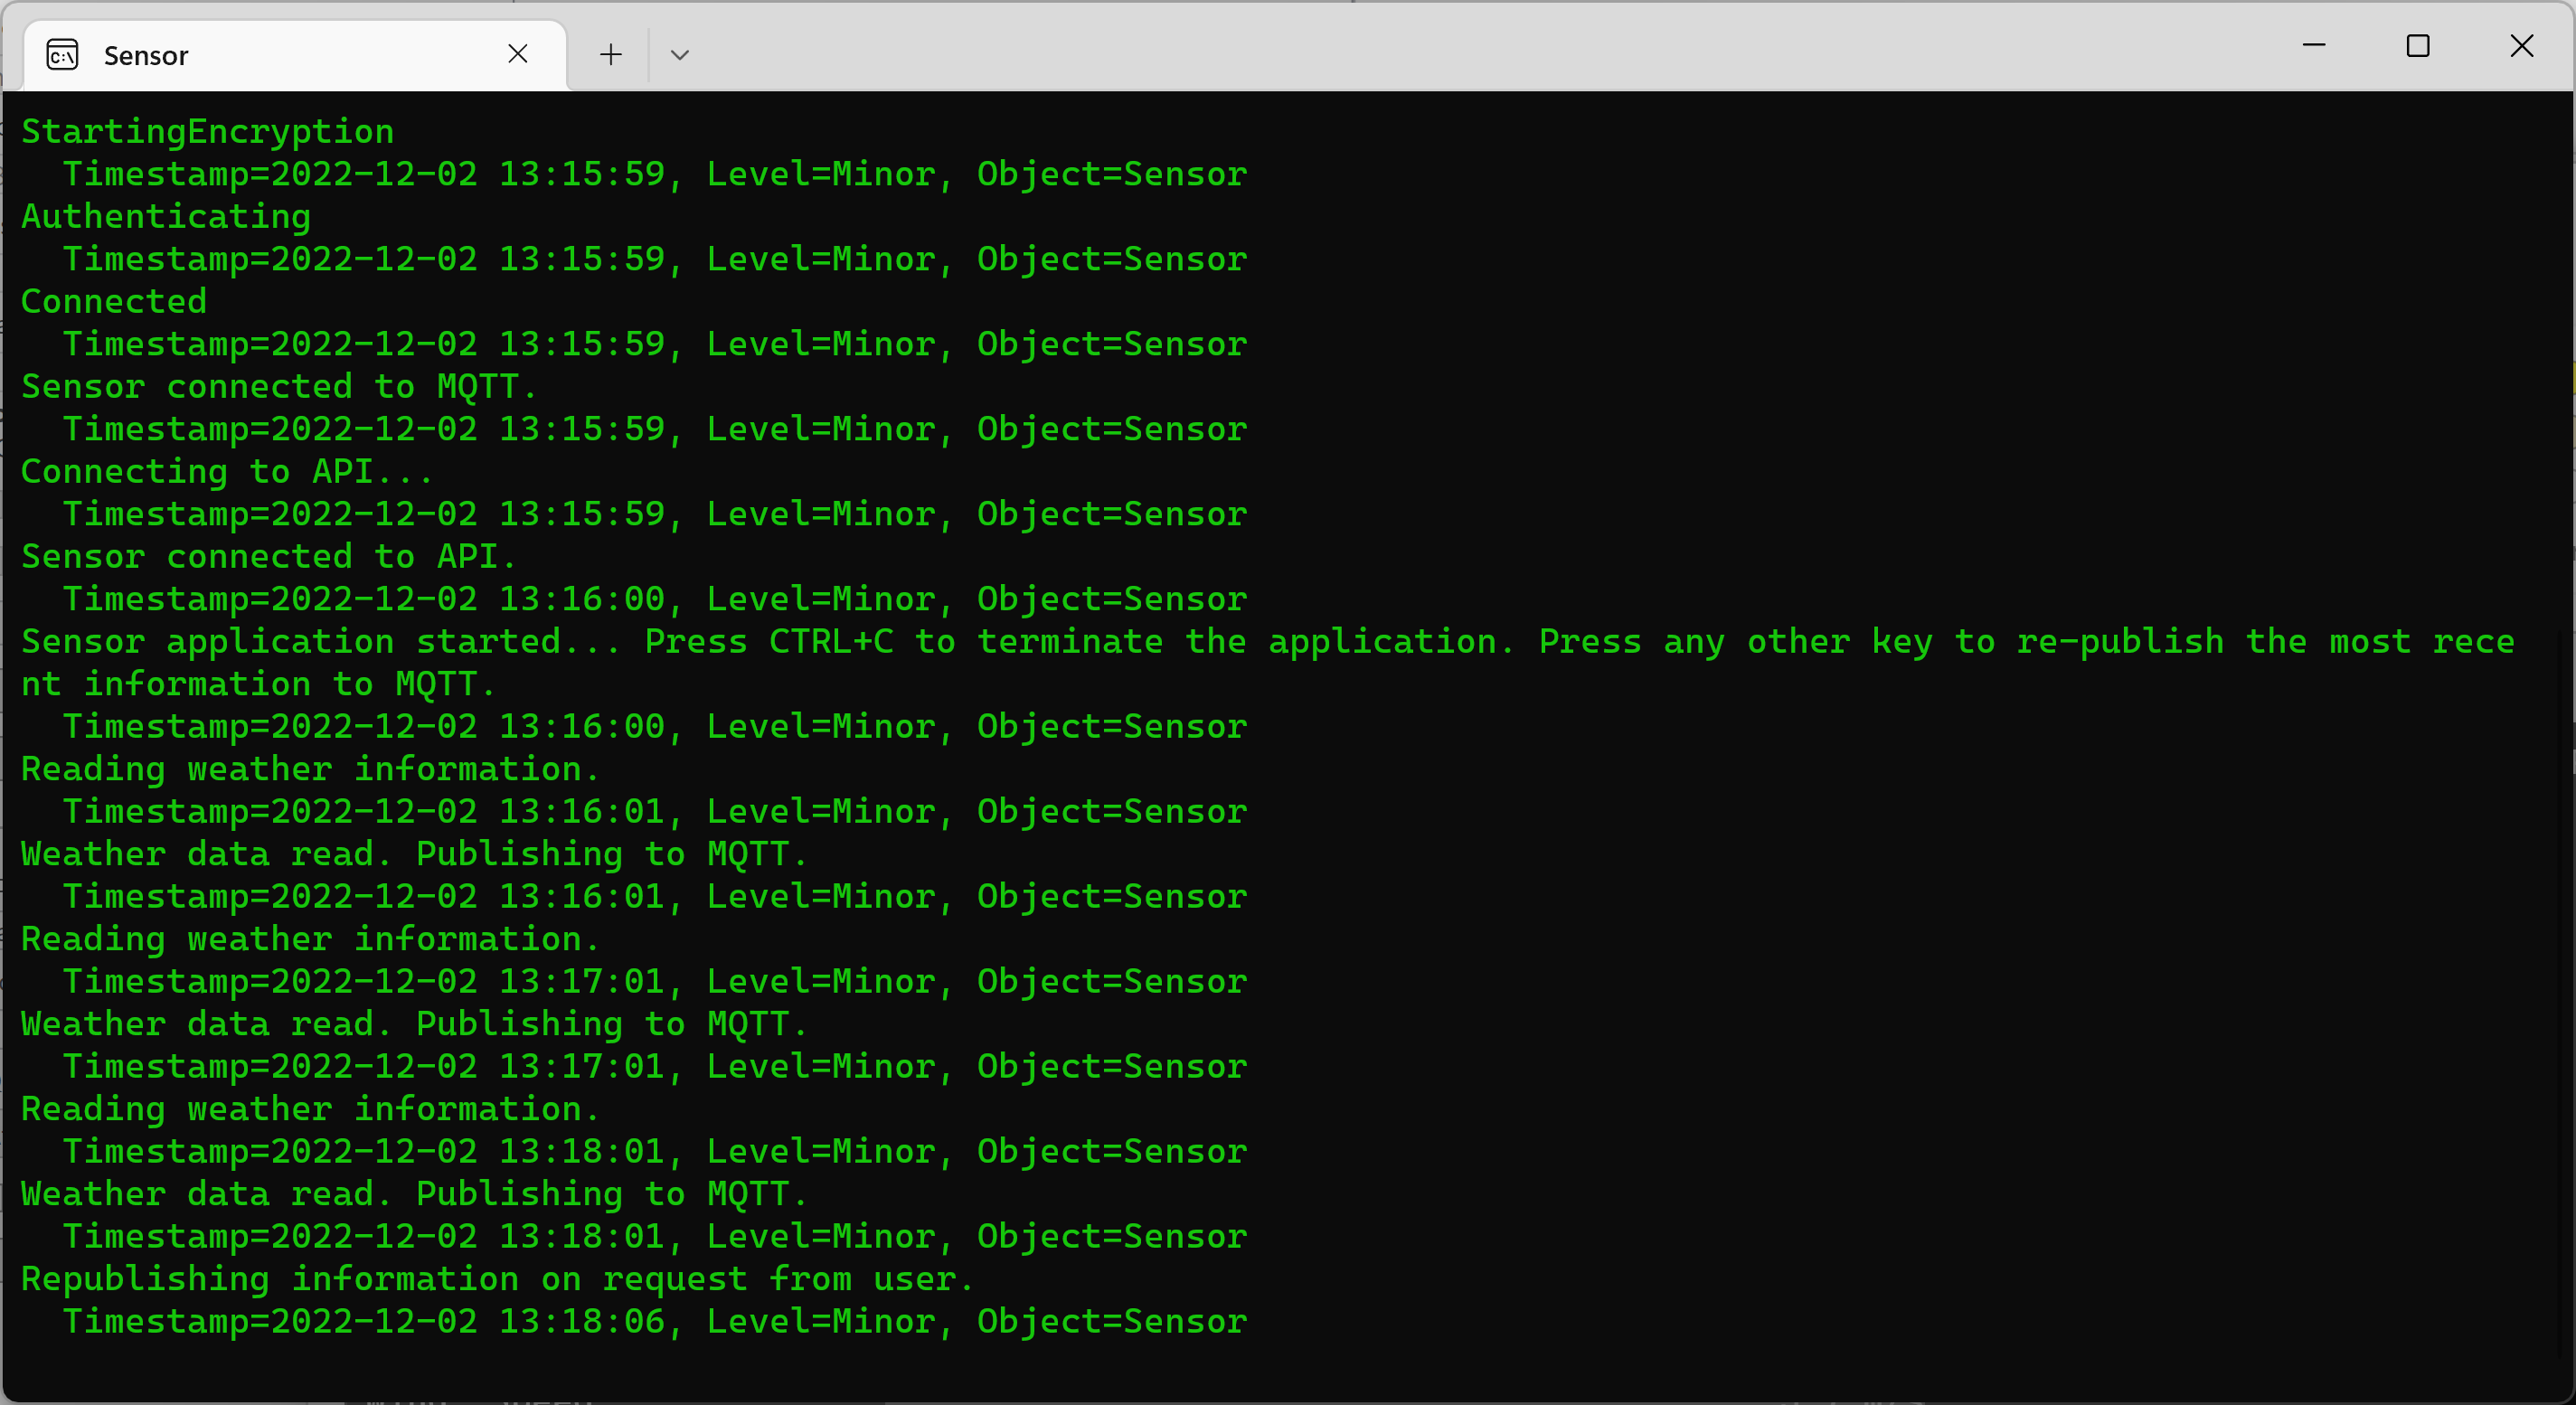 Sensor
StartingEncryption
  Timestamp=2022-12-02 13:15:59, Level=Minor, Object=Sensor
Authenticating
  Timestamp=2022-12-02 13:15:59, Level=Minor, Object=Sensor
Connected
  Timestamp=2022-12-02 13:15:59, Level=Minor, Object=Sensor
Sensor connected to MQTT.
  Timestamp=2022-12-02 13:15:59, Level=Minor, Object=Sensor
Connecting to API...
  Timestamp=2022-12-02 13:15:59, Level=Minor, Object=Sensor
Sensor connected to API.
  Timestamp=2022-12-02 13:16:00, Level=Minor, Object=Sensor
Sensor application started... Press CTRL+C to terminate the application. Press any other key to re-publish the most rece
nt information to MQTT.
  Timestamp=2022-12-02 13:16:00, Level=Minor, Object=Sensor
Reading weather information.
  Timestamp=2022-12-02 13:16:01, Level=Minor, Object=Sensor
Weather data read. Publishing to MQTT.
  Timestamp=2022-12-02 13:16:01, Level=Minor, Object=Sensor
Reading weather information.
  Timestamp=2022-12-02 13:17:01, Level=Minor, Object=Sensor
Weather data read. Publishing to MQTT.
  Timestamp=2022-12-02 13:17:01, Level=Minor, Object=Sensor
Reading weather information.
  Timestamp=2022-12-02 13:18:01, Level=Minor, Object=Sensor
Weather data read. Publishing to MQTT.
  Timestamp=2022-12-02 13:18:01, Level=Minor, Object=Sensor
Republishing information on request from user.
  Timestamp=2022-12-02 13:18:06, Level=Minor, Object=Sensor